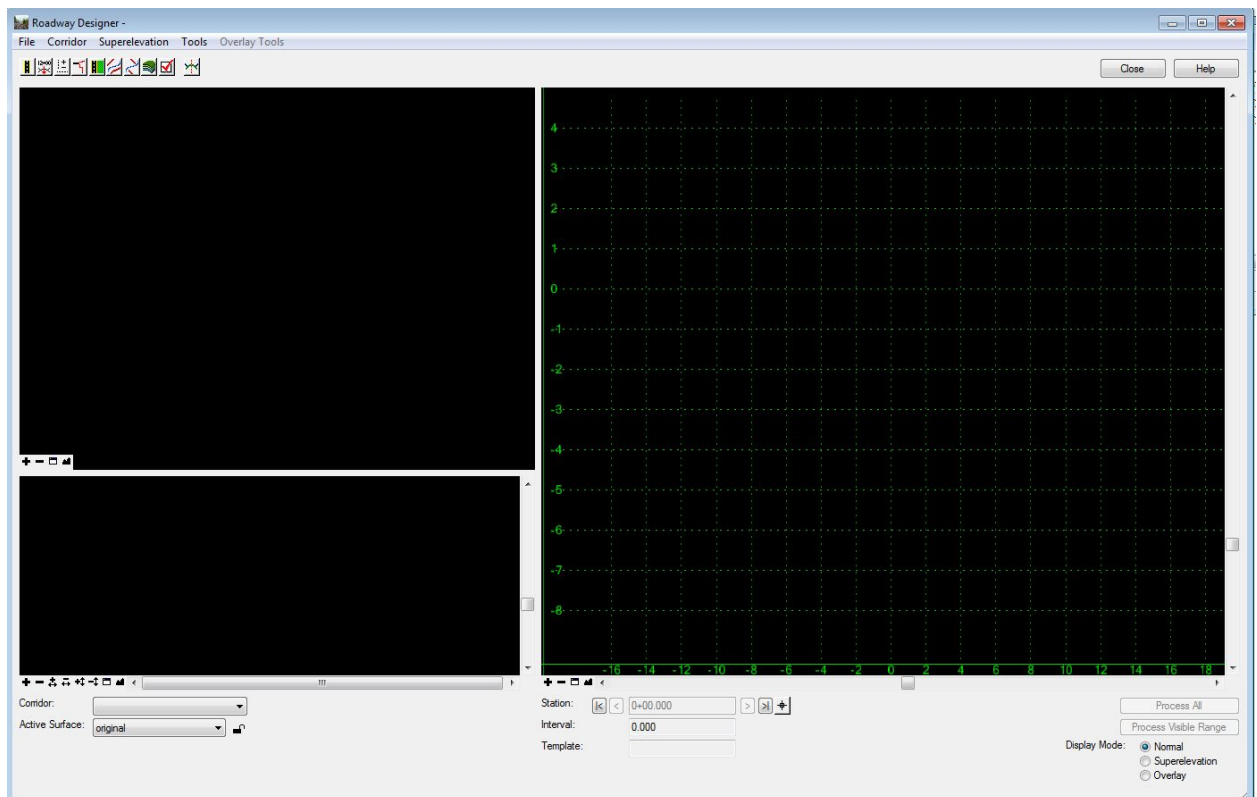 Roadway Designer -
File Corridor Superelevation Tools Overlay Tools
Close Help
4
3
2
1
0
-1
-2
-3
-4
-5
-6
-7
-8
-16 -14 -12 -10 -8 -6 -4 -2 0 2 4 6 8 10 12 14 16 18
Corridor:
Active Surface: original
Station: 0+00.000
Interval: 0.000
Template:
Process All
Process Visible Range
Display Mode: Normal
Superelevation
Overlay